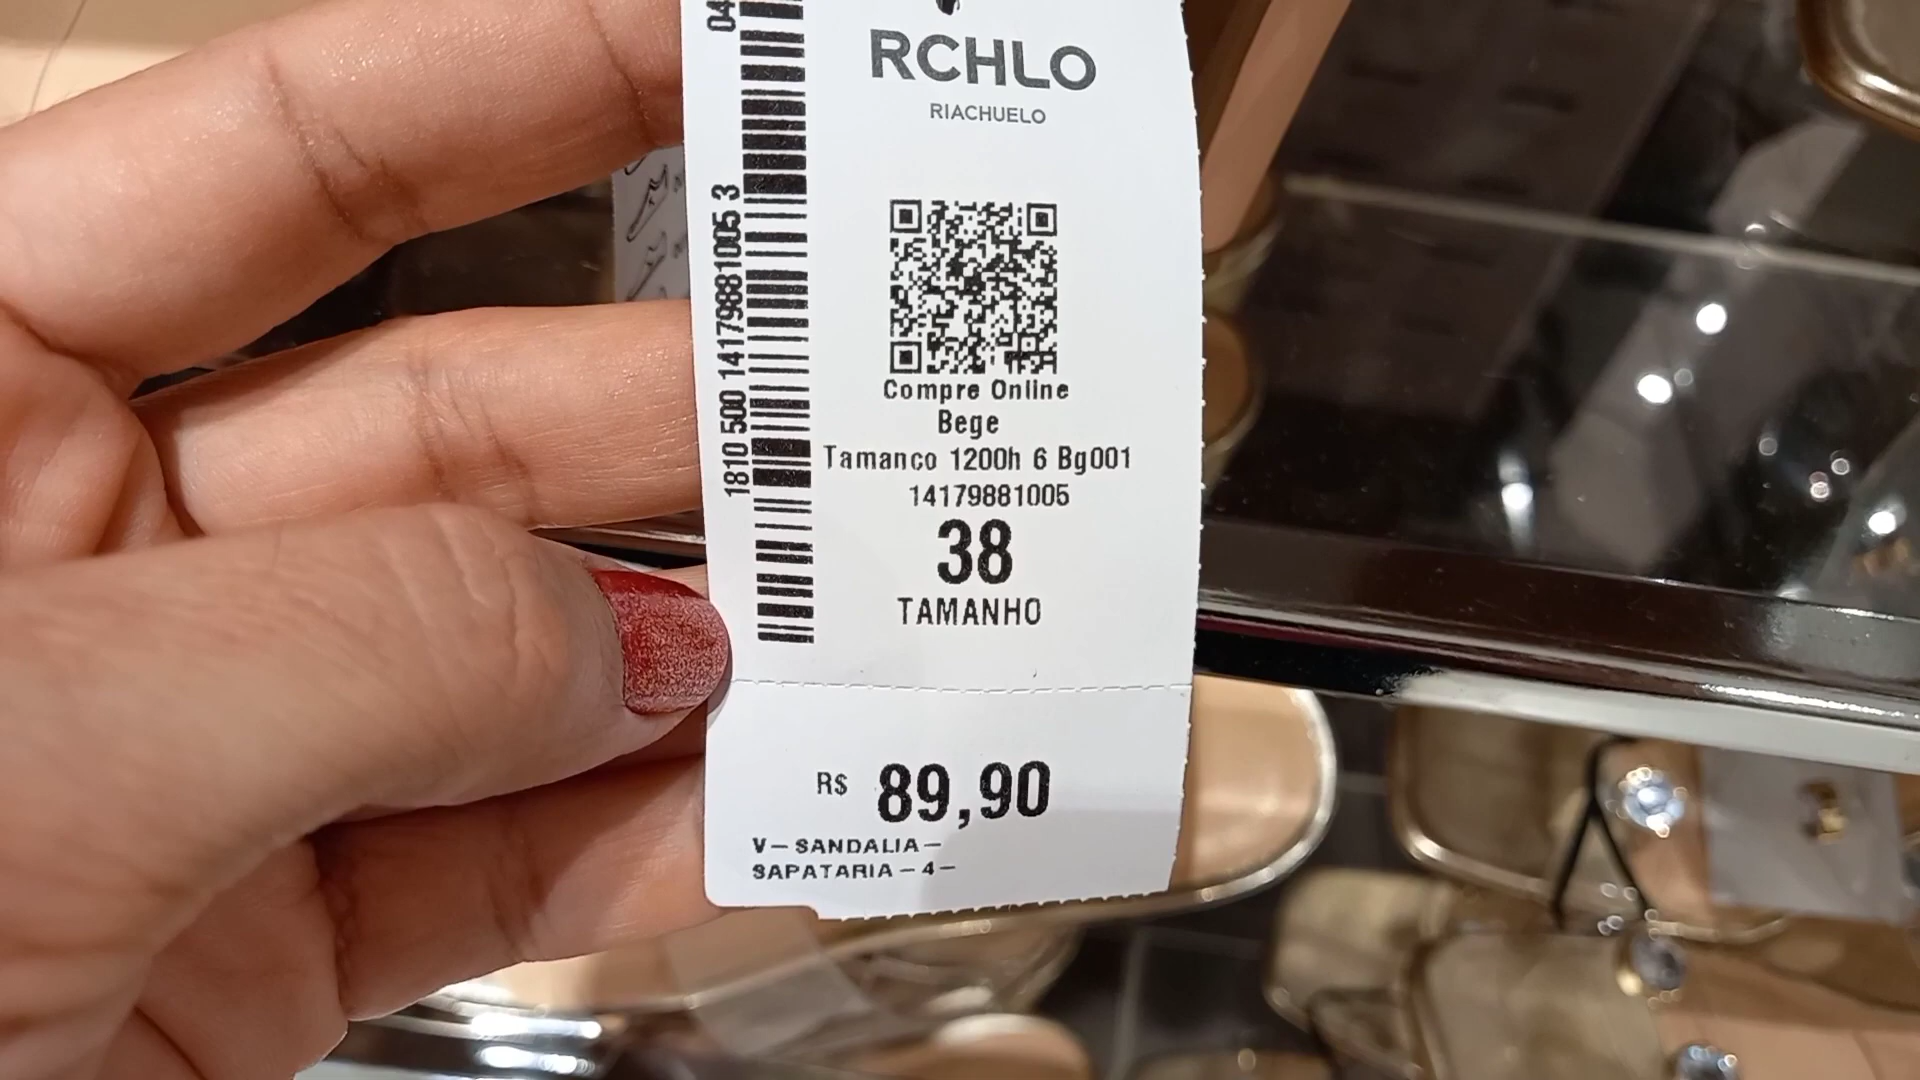 RCHLO
RIACHUELO
1810 500 14179881005 3
04
Compre Online
Bege
Tamanco 1200h 6 Bg001
14179881005
38
TAMANHO
R$ 89,90
V-SANDALIA-
SAPATARIA-4-